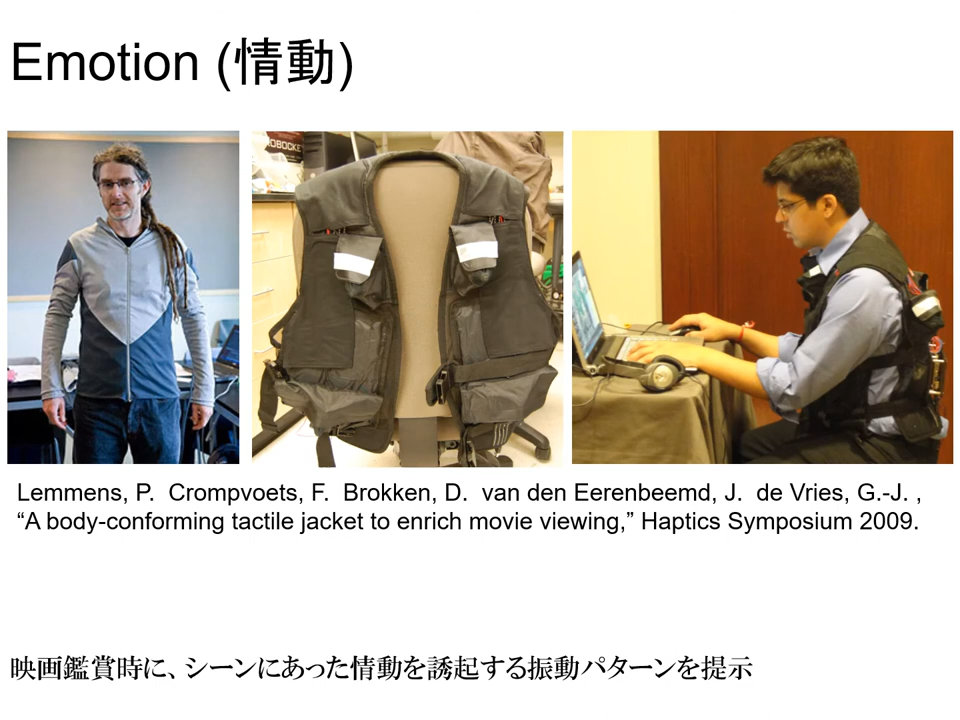 Emotion (情動)
ROBOCKE
Lemmens, P. Crompvoets, F. Brokken, D. van den Eerenbeemd, J. de Vries, G.-J. ,
“A body-conforming tactile jacket to enrich movie viewing,” Haptics Symposium 2009.
映画鑑賞時に、シーンにあった情動を誘起する振動パターンを提示